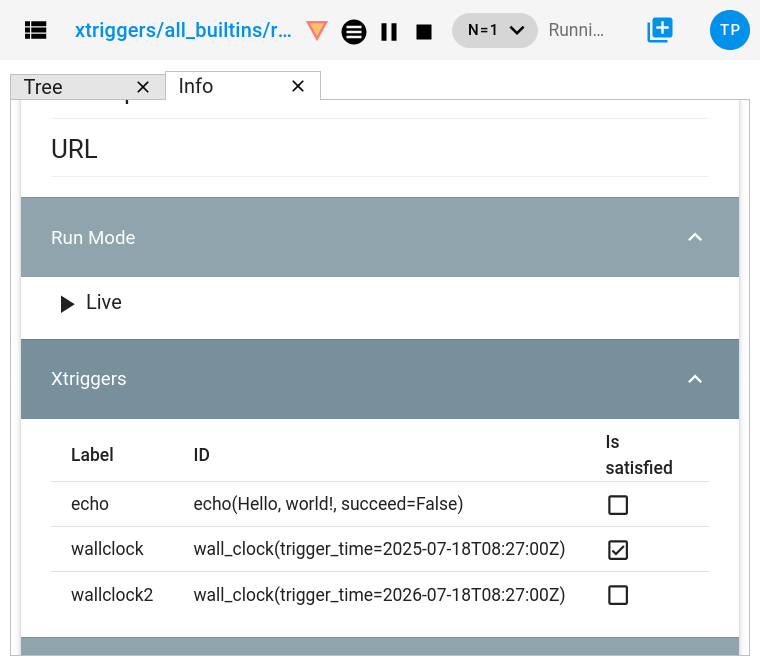 xtriggers/all_builtins/r...
N=1
Runni...
TP
Tree
Info
URL
Run Mode
Live
Xtriggers
Label ID Is satisfied
echo echo(Hello, world!, succeed=False)
wallclock wall_clock(trigger_time=2025-07-18T08:27:00Z)
wallclock2 wall_clock(trigger_time=2026-07-18T08:27:00Z)